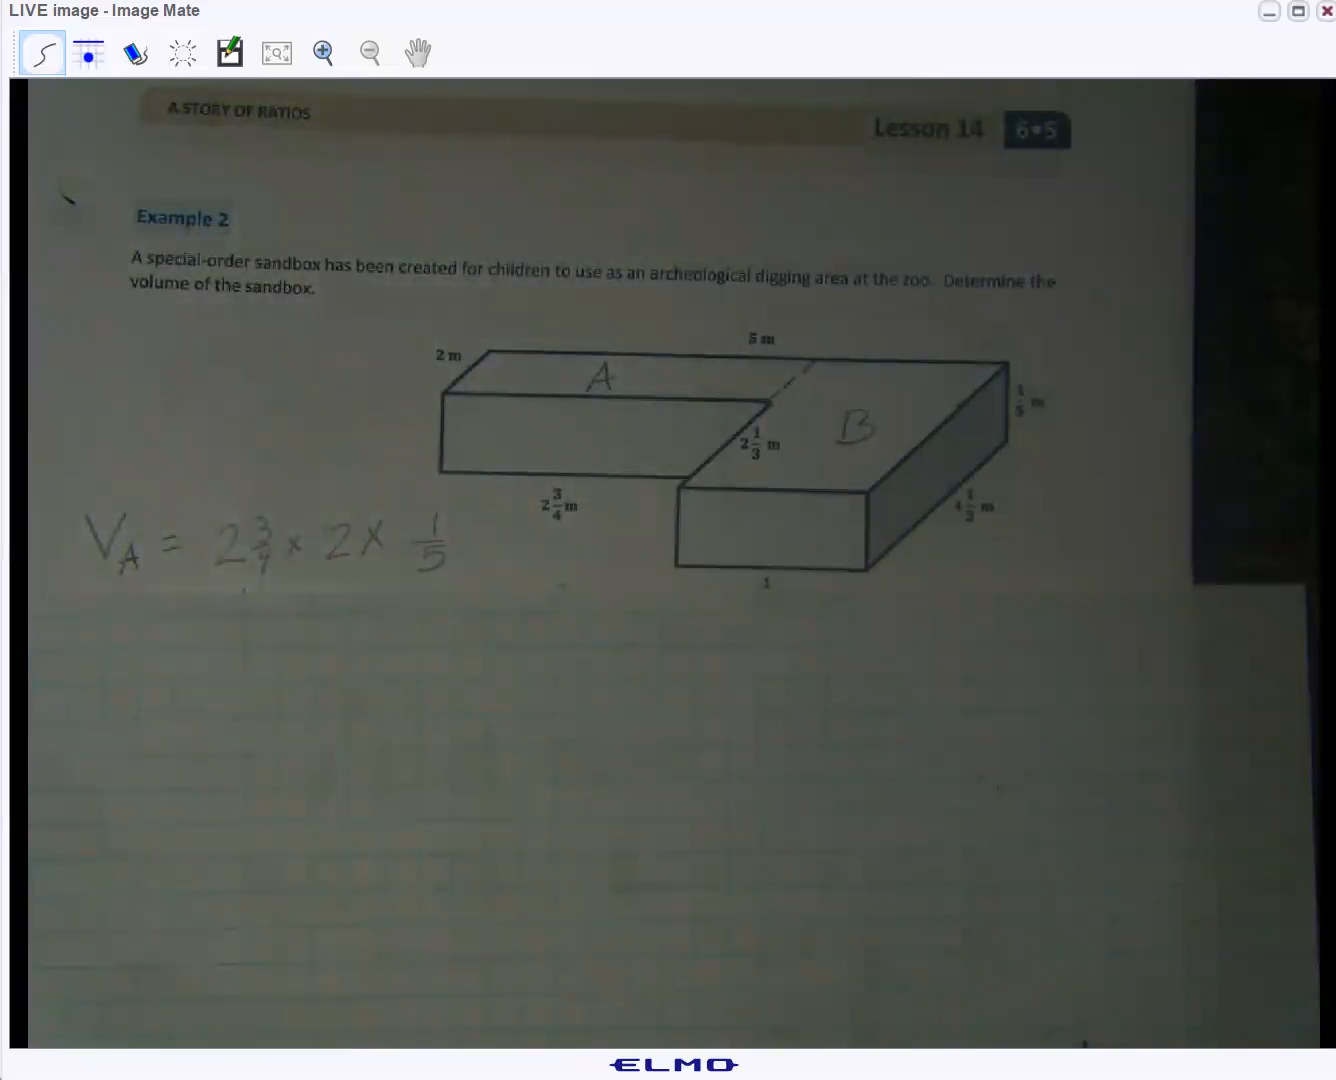 LIVE image - Image Mate
A STORY OF RATIOS
Lesson 14 6•5
Example 2
A special-order sandbox has been created for children to use as an archeological digging area at the zoo. Determine the
volume of the sandbox.
5 m
2 m
A
1/5 m
B
2 1/3 m
2 3/4 m
4 1/3 m
V_A = 2 3/4 × 2 × 1/5
1
ELMO